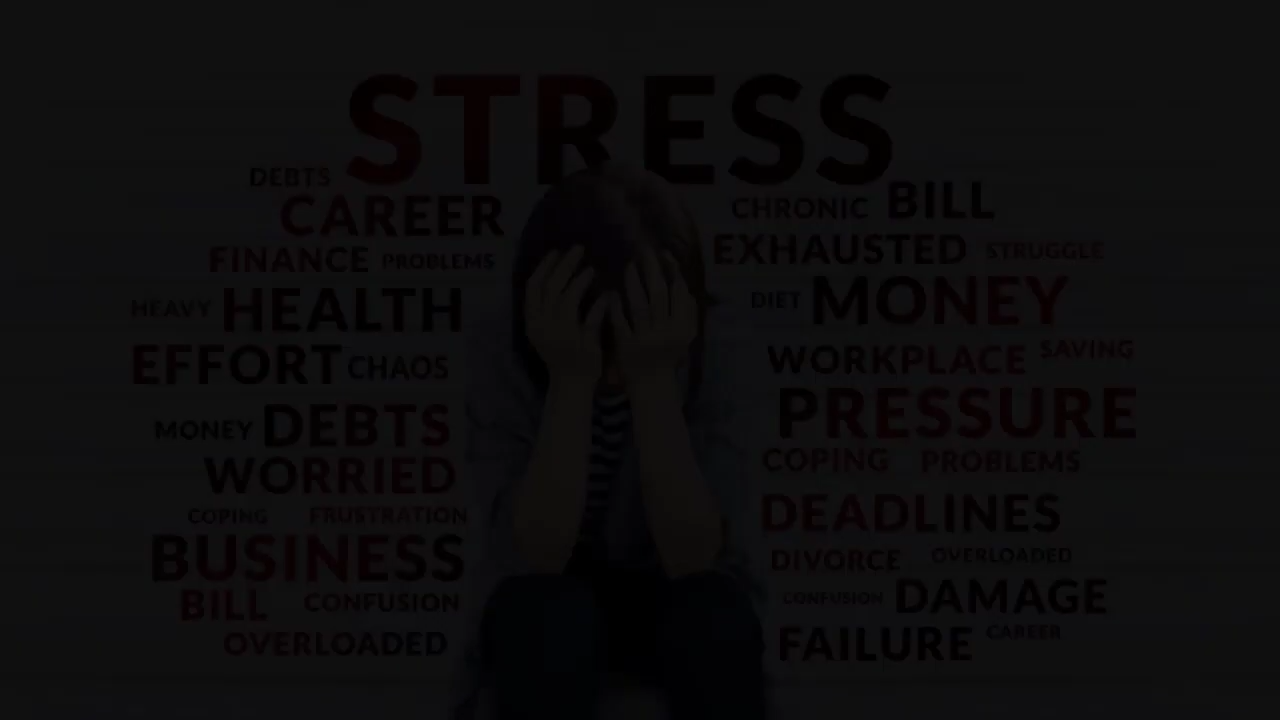 STRESS
DEBTS
CAREER
CHRONIC BILL
FINANCE PROBLEMS
EXHAUSTED STRUGGLE
HEAVY HEALTH
DIET MONEY
EFFORT CHAOS
WORKPLACE SAVING
MONEY DEBTS
PRESSURE
WORRIED
COPING PROBLEMS
COPING FRUSTRATION
DEADLINES
BUSINESS
DIVORCE OVERLOADED
BILL CONFUSION
CONFUSION DAMAGE
OVERLOADED
FAILURE CAREER